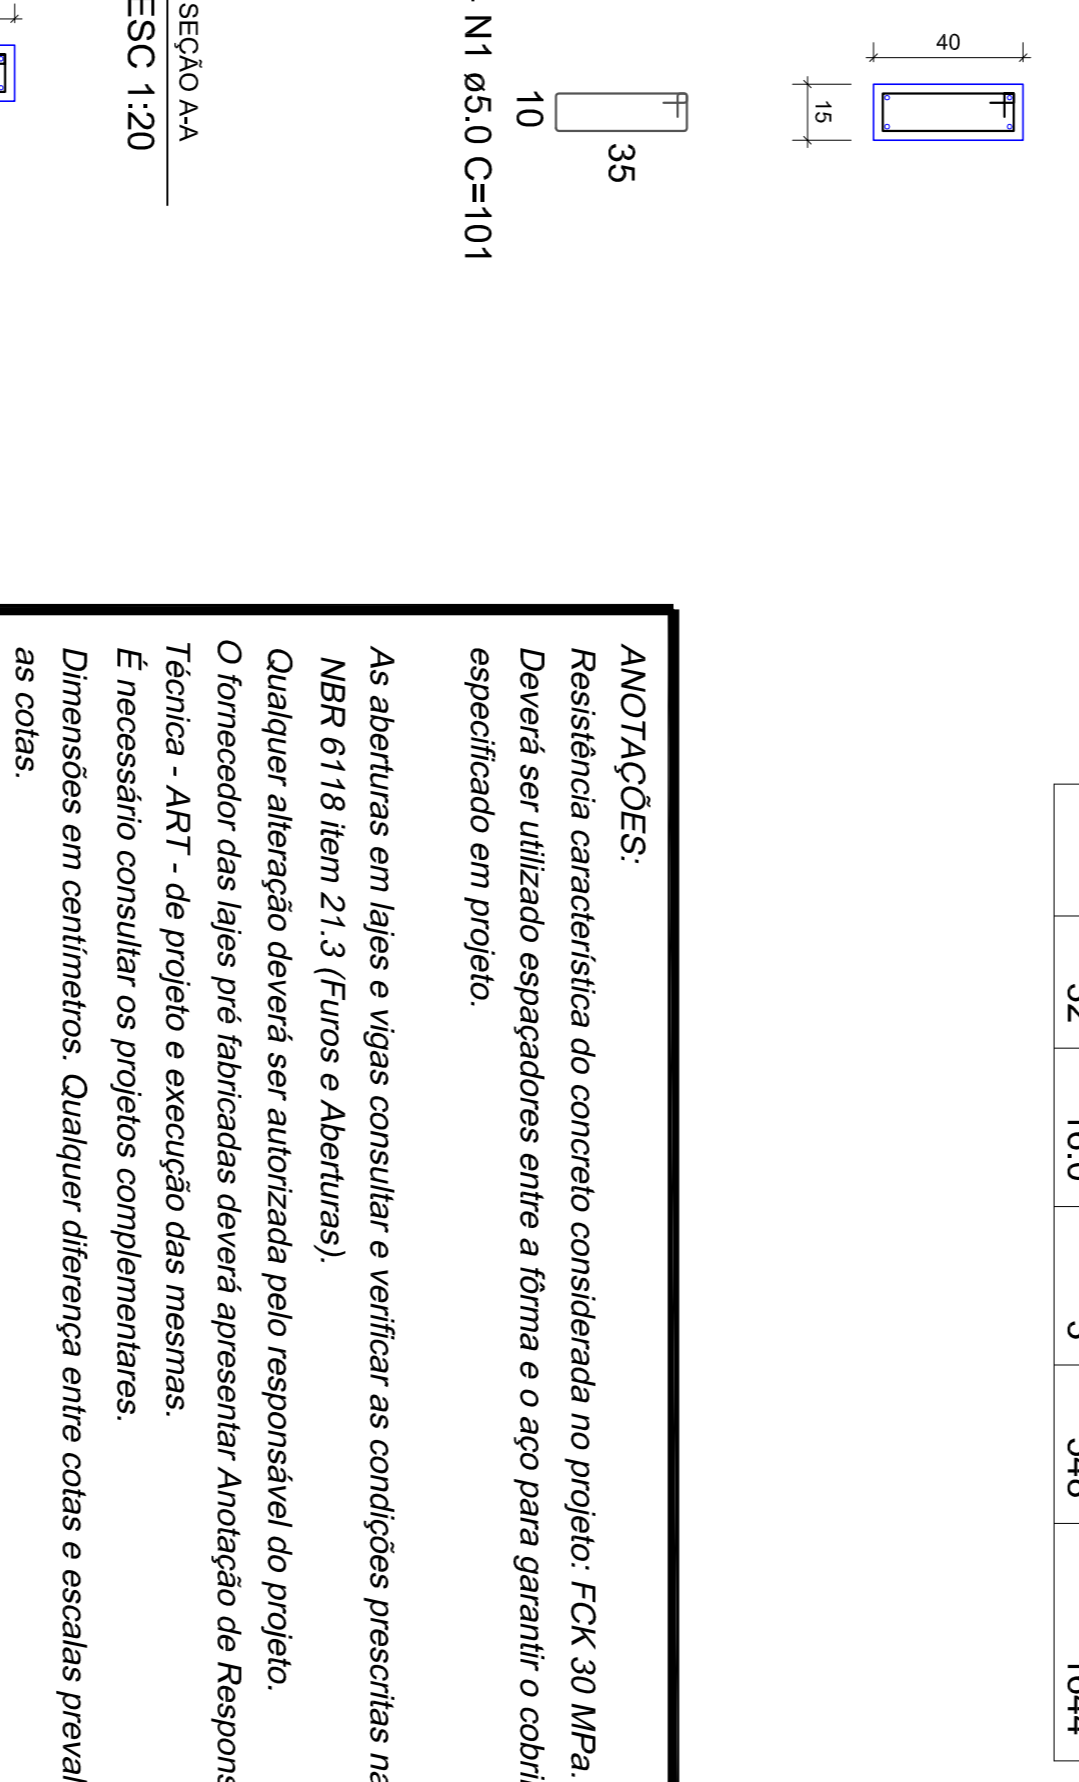 40
15
35
10
N1 ø5.0 C=101
SEÇÃO A-A
ESC 1:20
ANOTAÇÕES:
Resistência característica do concreto considerada no projeto: FCK 30 MPa.
Deverá ser utilizado espaçadores entre a fôrma e o aço para garantir o cobri
especificado em projeto.
As aberturas em lajes e vigas consultar e verificar as condições prescritas na
NBR 6118 item 21.3 (Furos e Aberturas).
Qualquer alteração deverá ser autorizada pelo responsável do projeto.
O fornecedor das lajes pré fabricadas deverá apresentar Anotação de Respons
Técnica - ART - de projeto e execução das mesmas.
É necessário consultar os projetos complementares.
Dimensões em centímetros. Qualquer diferença entre cotas e escalas preval
as cotas.